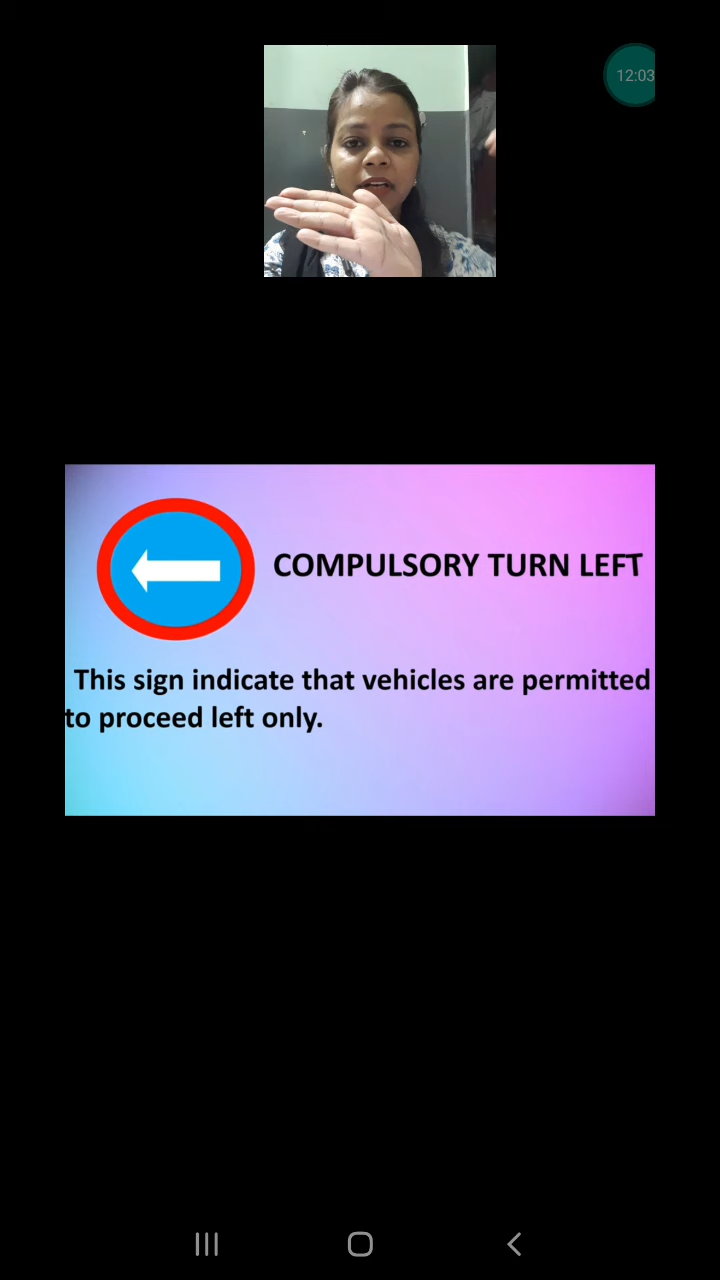 12:03
COMPULSORY TURN LEFT
This sign indicate that vehicles are permitted
to proceed left only.